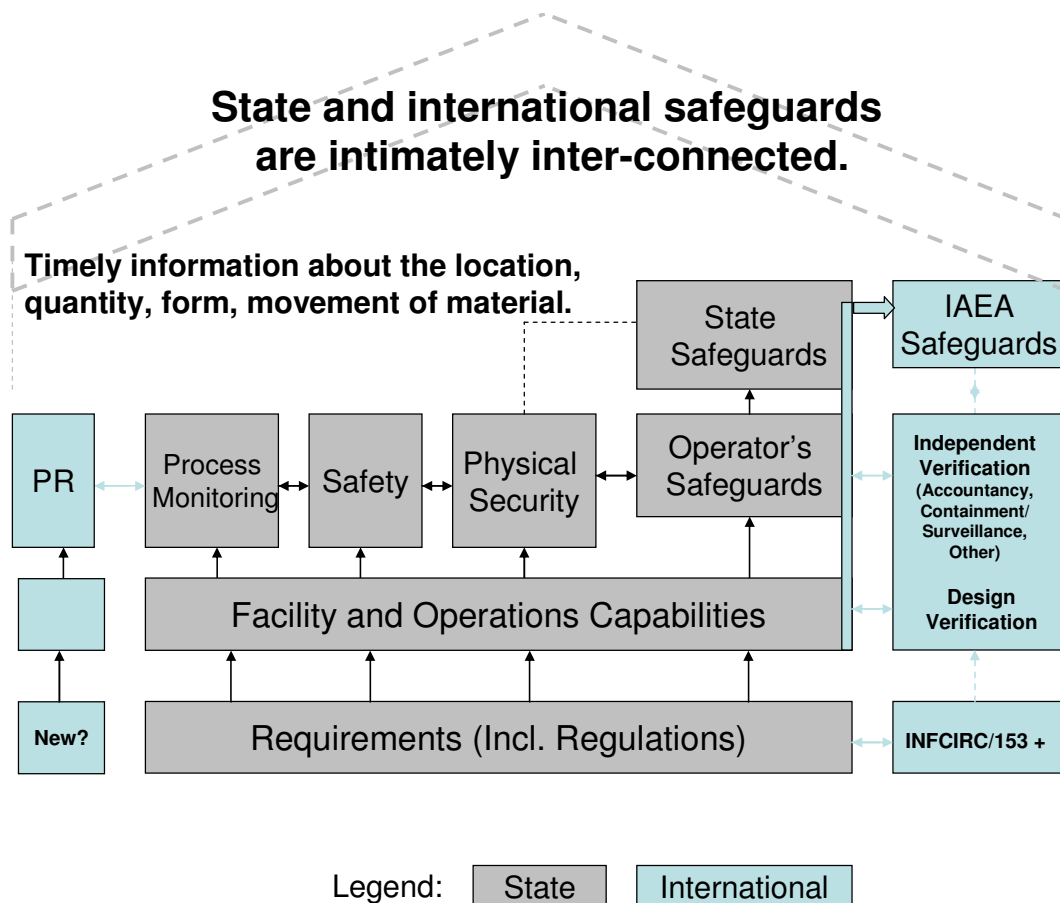 State and international safeguards
are intimately inter-connected.
Timely information about the location,
quantity, form, movement of material.
State
Safeguards
IAEA
Safeguards
PR
Process
Monitoring
Safety
Physical
Security
Operator’s
Safeguards
Independent
Verification
(Accountancy,
Containment/
Surveillance,
Other)
Design
Verification
Facility and Operations Capabilities
New?
Requirements (Incl. Regulations)
INFCIRC/153 +
Legend:
State
International